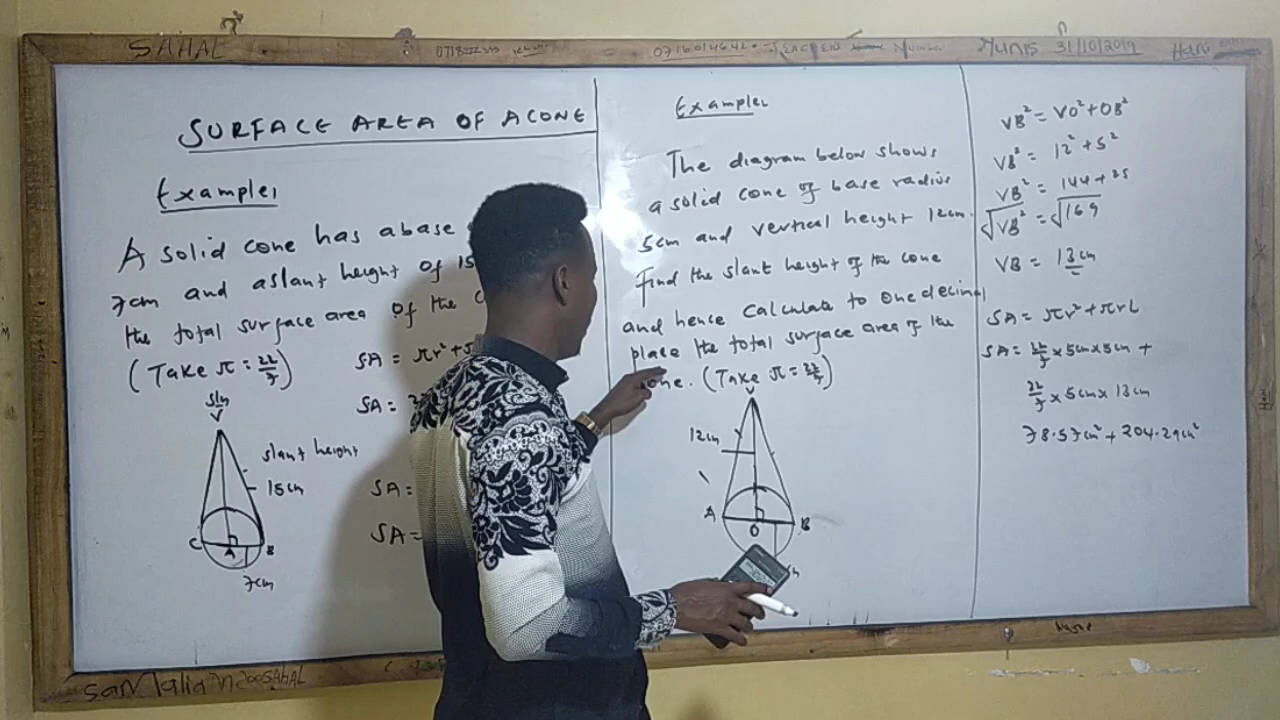 SAHAL
31/10/2019
SURFACE AREA OF A CONE
Example1
A solid cone has a base
7cm and a slant height of 15
the total surface area of the
(Take π = 22/7)
SA = πr² +
SA =
SA =
SA =
V
slant height
15cm
C
A
B
7cm
Example1
The diagram below shows
a solid cone of base radius
5cm and vertical height 12cm.
Find the slant height of the cone
and hence Calculate to one decimal
place the total surface area of the
cone. (Take π = 22/7)
V
12cm
A
O
B
VB² = VO² + OB²
VB² = 12² + 5²
VB² = 144 + 25
√VB² = √169
VB = 13cm
SA = πr² + πrL
SA = 22/7 x 5cm x 5cm +
22/7 x 5cm x 13cm
78.57cm² + 204.29cm²